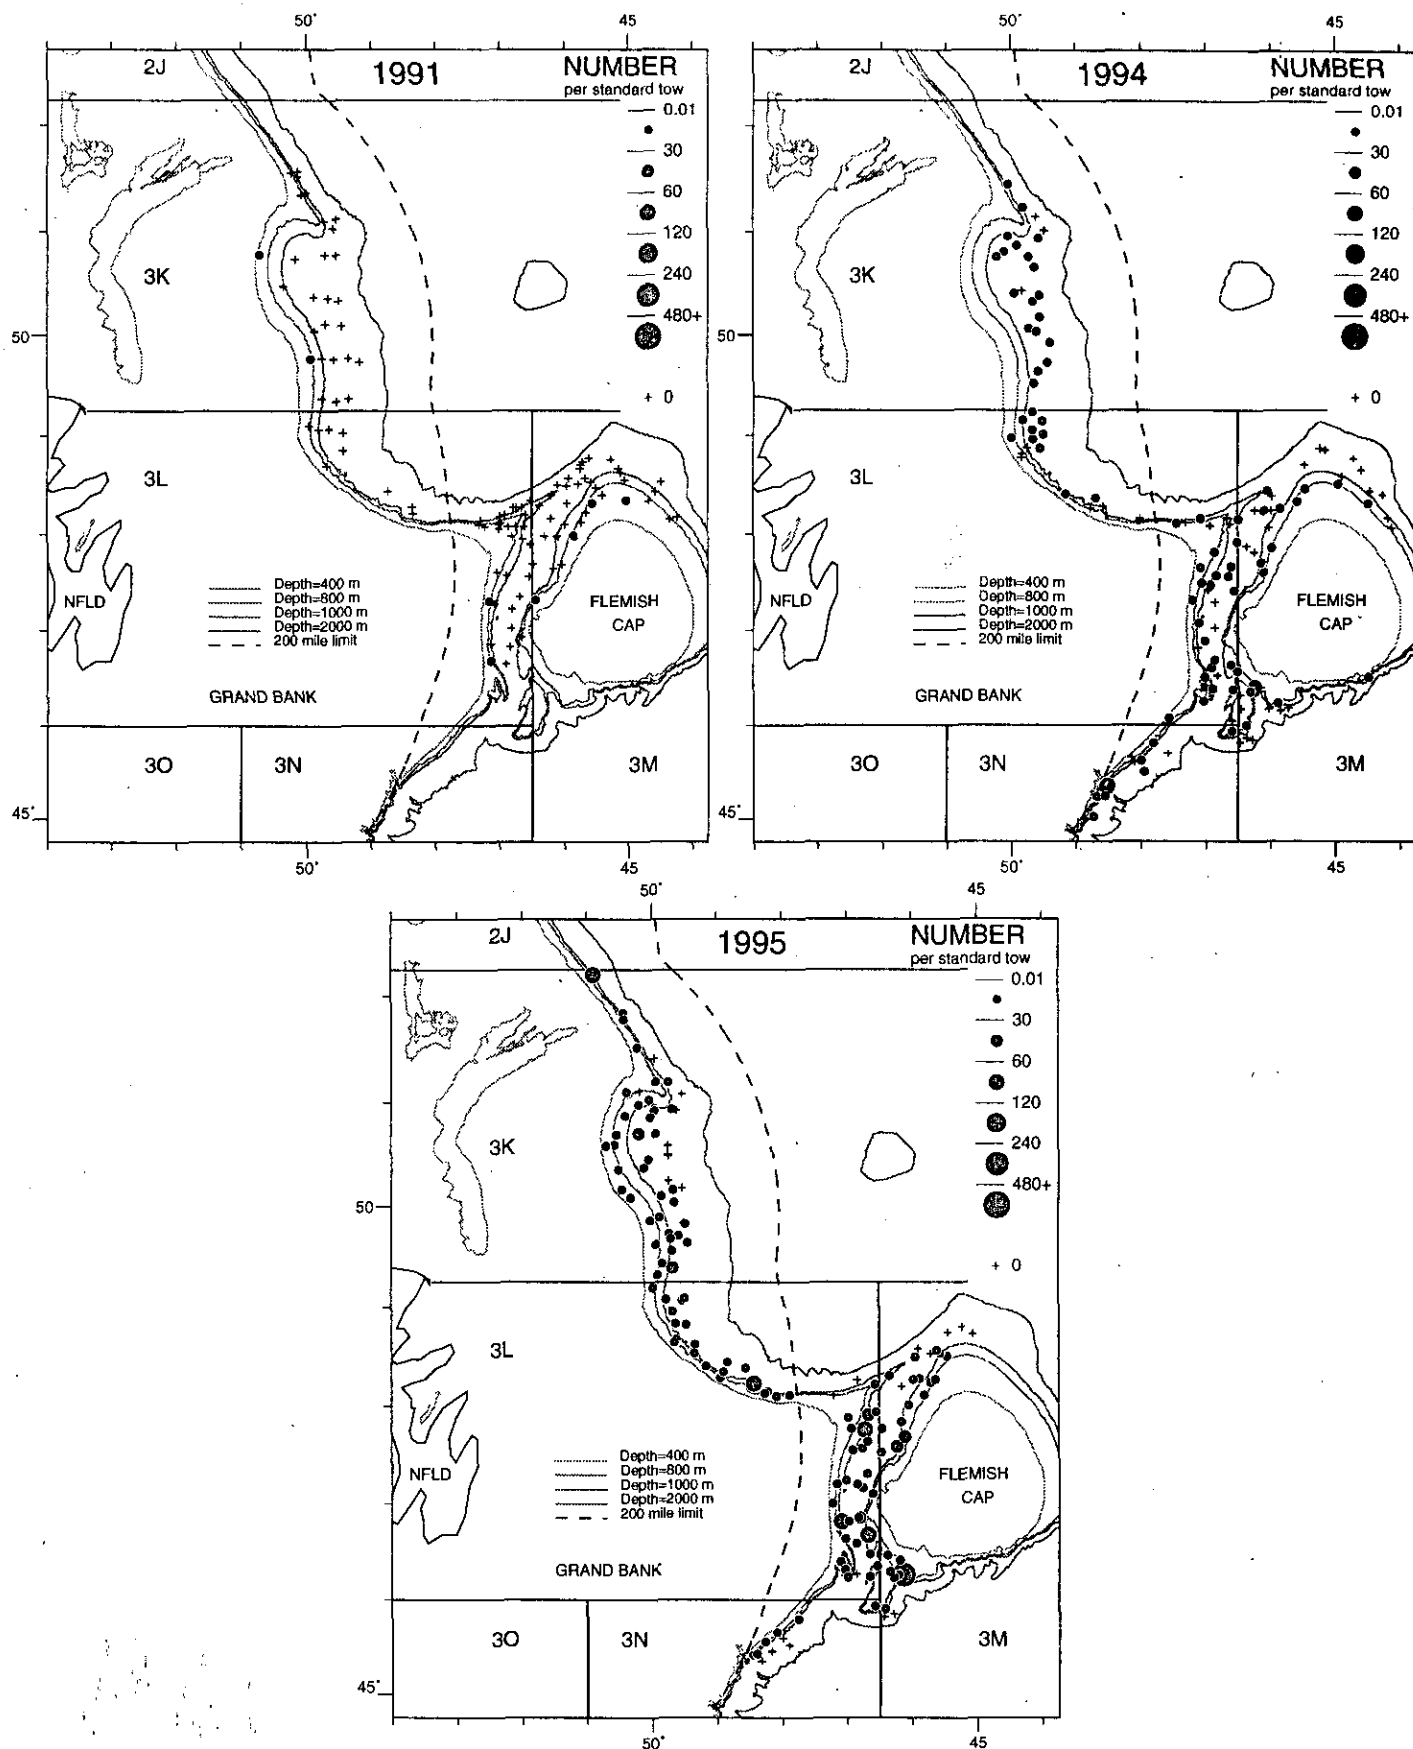 50° 45
2J 1991 NUMBER
per standard tow
0.01
30
60
120
240
480+
+ 0
3K
50
3L
Depth=400 m
Depth=800 m
Depth=1000 m
Depth=2000 m
200 mile limit
NFLD
FLEMISH
CAP
GRAND BANK
3O 3N 3M
45°
50° 45
50° 45
2J 1994 NUMBER
per standard tow
0.01
30
60
120
240
480+
+ 0
3K
50
3L
Depth=400 m
Depth=800 m
Depth=1000 m
Depth=2000 m
200 mile limit
NFLD
FLEMISH
CAP
GRAND BANK
3O 3N 3M
45°
50° 45
50° 45
2J 1995 NUMBER
per standard tow
0.01
30
60
120
240
480+
+ 0
3K
50
3L
Depth=400 m
Depth=800 m
Depth=1000 m
Depth=2000 m
200 mile limit
NFLD
FLEMISH
CAP
GRAND BANK
3O 3N 3M
45°
50° 45